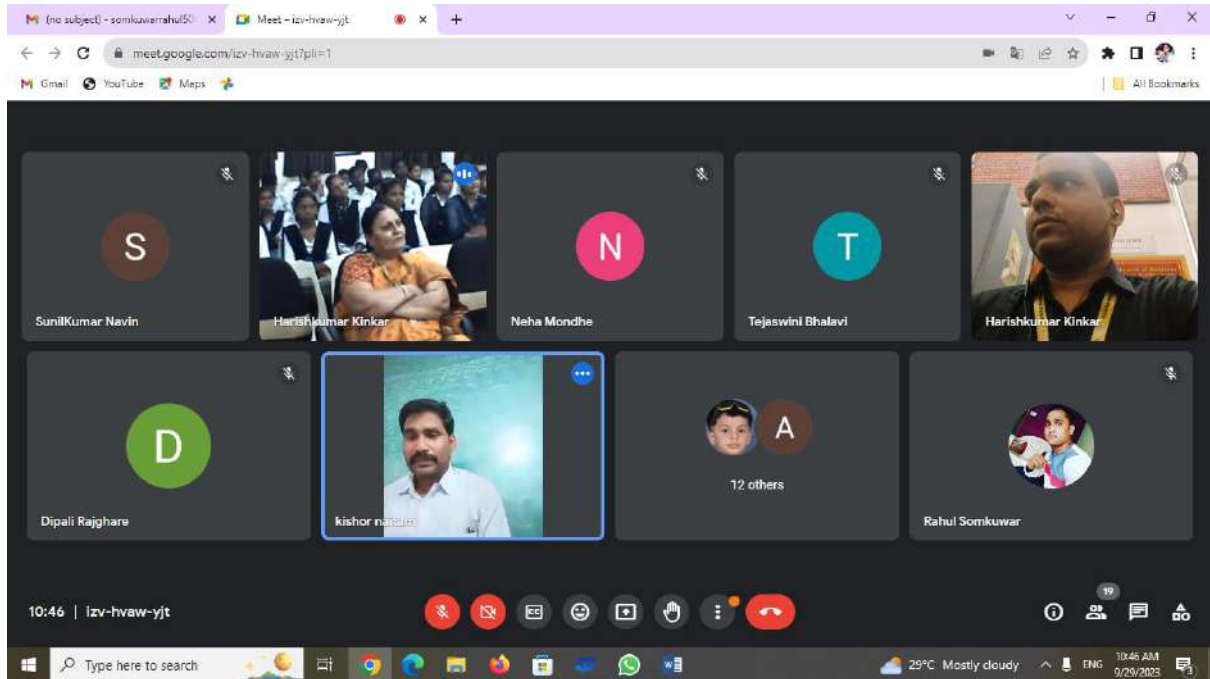 (no subject) - somkuwarrahul50
Meet – izv-hvaw-yjt
meet.google.com/izv-hvaw-yjt?pli=1
Gmail YouTube Maps
All Bookmarks
S
SunilKumar Navin
Harishkumar Kinkar
N
Neha Mondhe
T
Tejaswini Bhalavi
Harishkumar Kinkar
D
Dipali Rajghare
kishor
A
12 others
Rahul Somkuwar
10:46 | izv-hvaw-yjt
CC
19
Type here to search
29°C Mostly cloudy
ENG
10:46 AM
9/29/2023